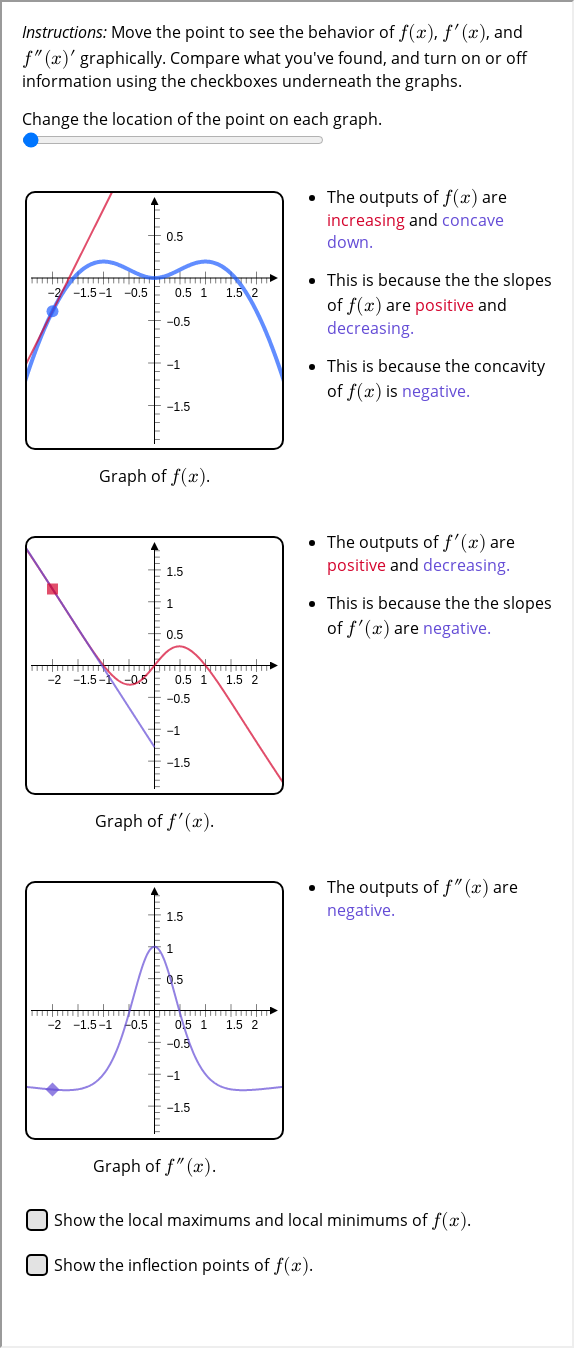 Instructions: Move the point to see the behavior of f(x), f′(x), and
f″(x)′ graphically. Compare what you've found, and turn on or off
information using the checkboxes underneath the graphs.
Change the location of the point on each graph.
0.5
−2 −1.5 −1 −0.5 0.5 1 1.5 2
−0.5
−1
−1.5
Graph of f(x).
• The outputs of f(x) are
increasing and concave
down.
• This is because the the slopes
of f(x) are positive and
decreasing.
• This is because the concavity
of f(x) is negative.
1.5
1
0.5
−2 −1.5 −1 −0.5 0.5 1 1.5 2
−0.5
−1
−1.5
Graph of f′(x).
• The outputs of f′(x) are
positive and decreasing.
• This is because the the slopes
of f′(x) are negative.
1.5
1
0.5
−2 −1.5 −1 −0.5 0.5 1 1.5 2
−0.5
−1
−1.5
Graph of f″(x).
• The outputs of f″(x) are
negative.
Show the local maximums and local minimums of f(x).
Show the inflection points of f(x).